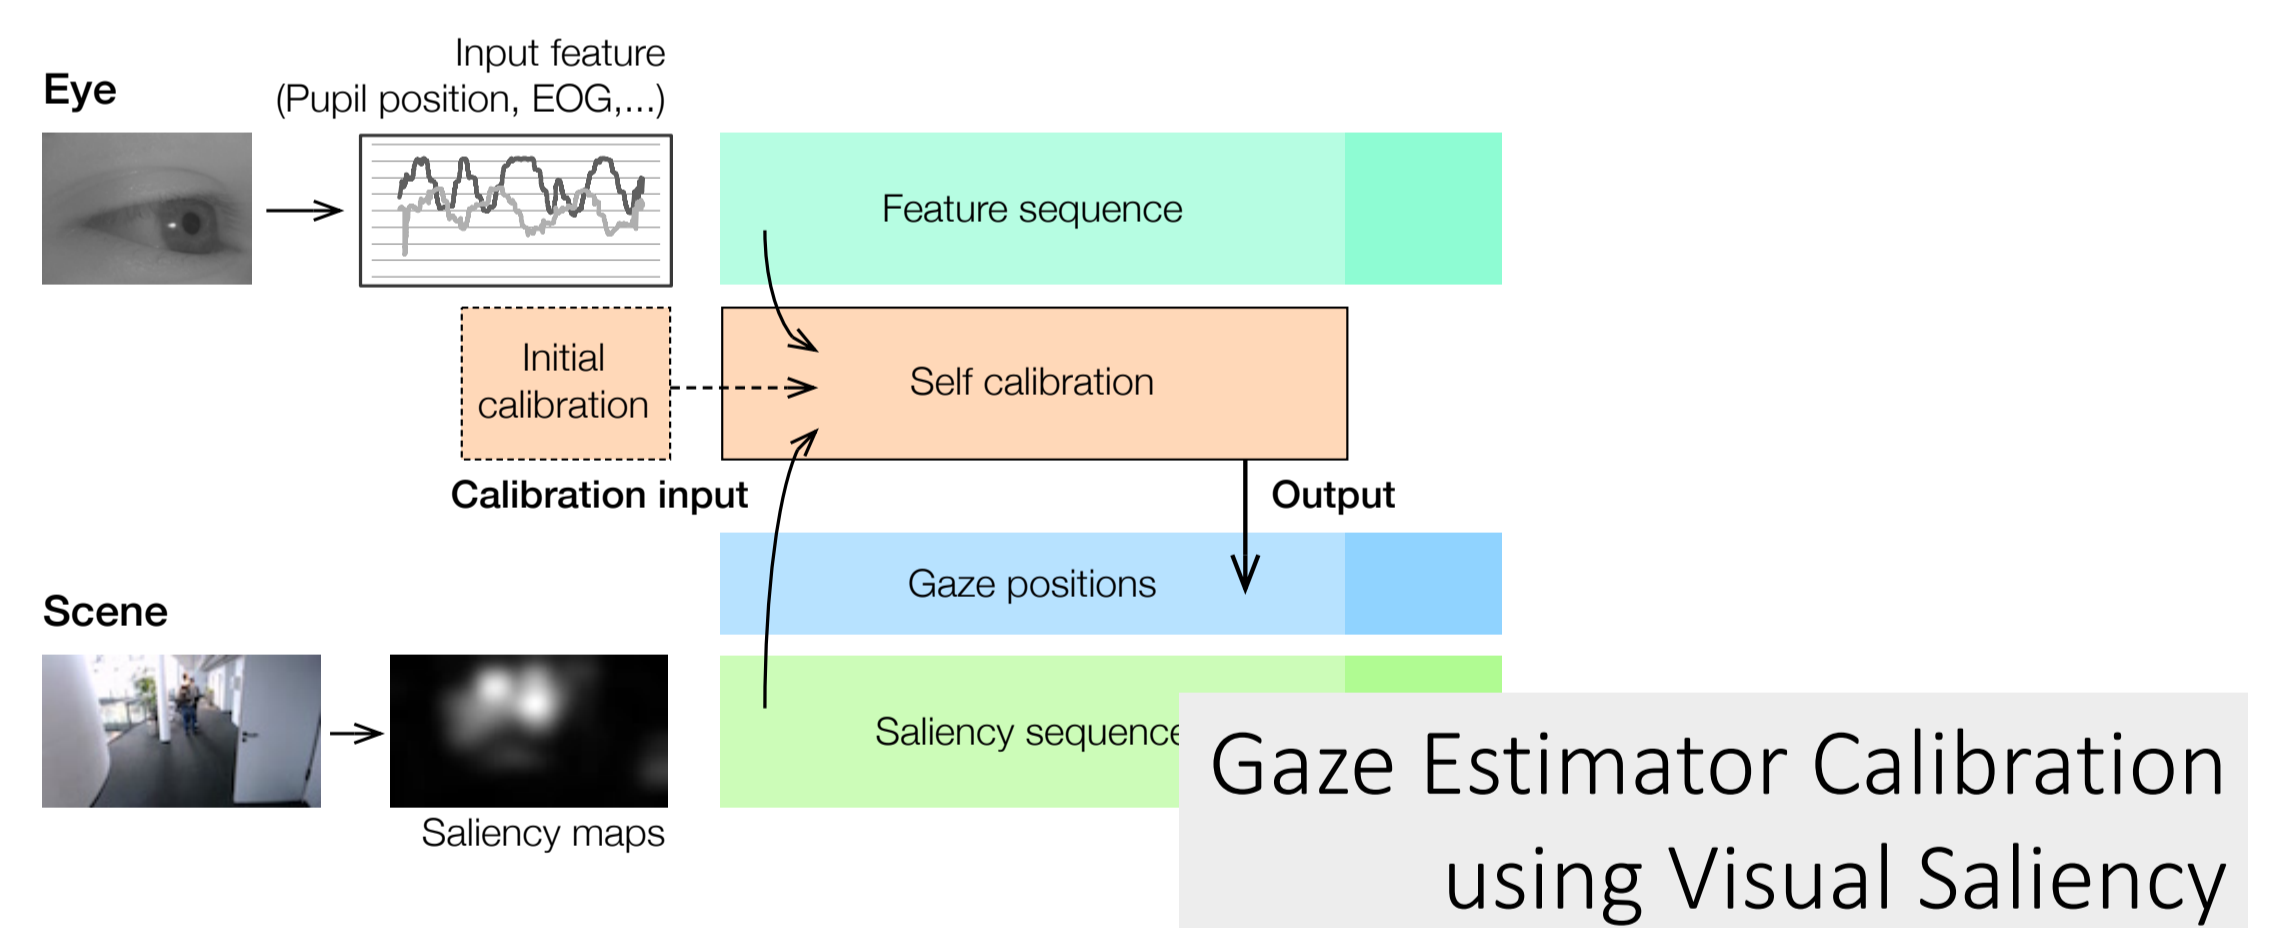 Input feature
Eye
(Pupil position, EOG,...)
Feature sequence
Initial
calibration
Self calibration
Calibration input
Output
Gaze positions
Scene
Saliency sequence
Saliency maps
Gaze Estimator Calibration
using Visual Saliency